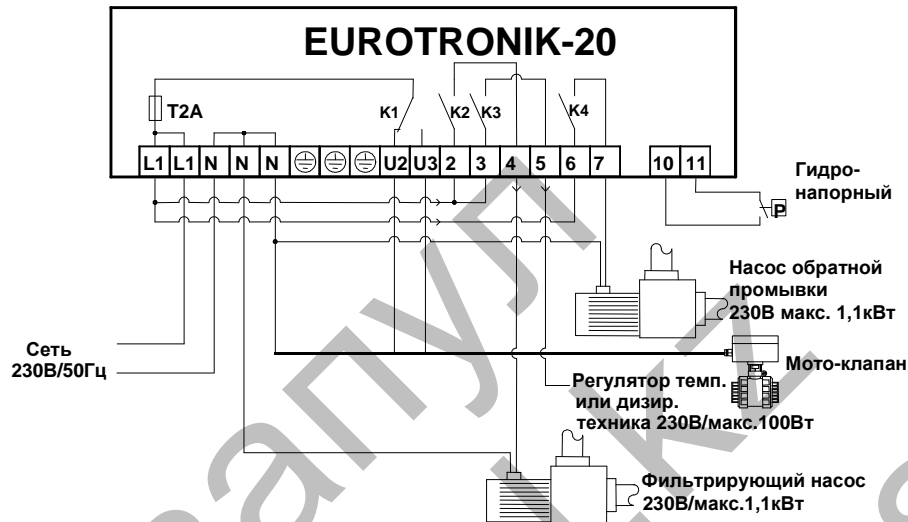 EUROTRONIK-20
T2A
K1 K2 K3 K4
L1 L1 N N N U2 U3 2 3 4 5 6 7 10 11
Гидро-
напорный
P
Насос обратной
промывки
230В макс. 1,1кВт
Сеть
230В/50Гц
Мото-клапан
Регулятор темп.
или дизир.
техника 230В/макс.100Вт
Фильтрирующий насос
230В/макс.1,1кВт